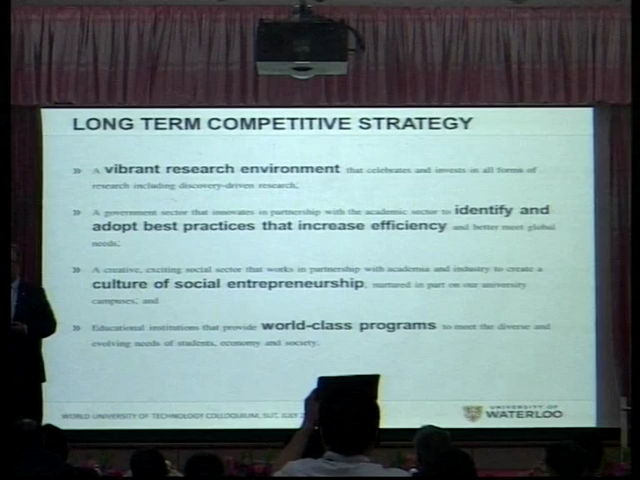 LONG TERM COMPETITIVE STRATEGY
» A vibrant research environment that celebrates and invests in all forms of
research including discovery-driven research;
» A government sector that innovates in partnership with the academic sector to identify and
adopt best practices that increase efficiency and better meet global
needs;
» A creative, exciting social sector that works in partnership with academia and industry to create a
culture of social entrepreneurship, nurtured in part on our university
campuses; and
» Educational institutions that provide world-class programs to meet the diverse and
evolving needs of students, economy and society.
WORLD UNIVERSITY OF TECHNOLOGY COLLOQUIUM, SUT, JULY
UNIVERSITY OF
WATERLOO